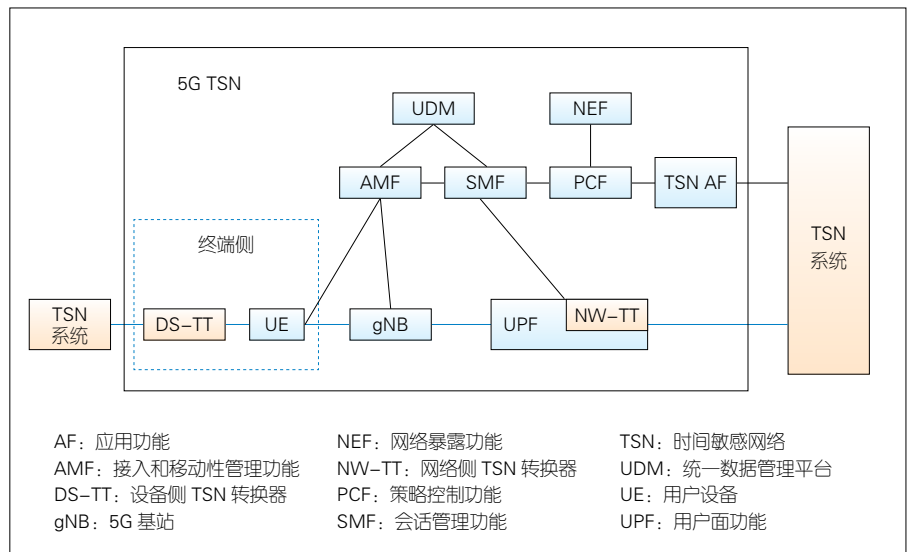 5G TSN
UDM
NEF
AMF
SMF
PCF
TSN AF
TSN
系统
终端侧
TSN
系统
DS-TT
UE
gNB
UPF
NW-TT
AF：应用功能
AMF：接入和移动性管理功能
DS-TT：设备侧 TSN 转换器
gNB：5G 基站
NEF：网络暴露功能
NW-TT：网络侧 TSN 转换器
PCF：策略控制功能
SMF：会话管理功能
TSN：时间敏感网络
UDM：统一数据管理平台
UE：用户设备
UPF：用户面功能